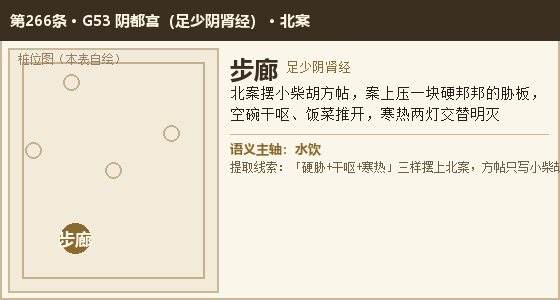 第266条・G53 阴都宫（足少阴肾经）・北案
桩位图（本表自绘）
步廊
步廊 足少阴肾经
北案摆小柴胡方帖，案上压一块硬邦邦的胁板，
空碗干呕、饭菜推开，寒热两灯交替明灭
语义主轴：水饮
提取线索：「硬胁+干呕+寒热」三样摆上北案，方帖只写小柴胡